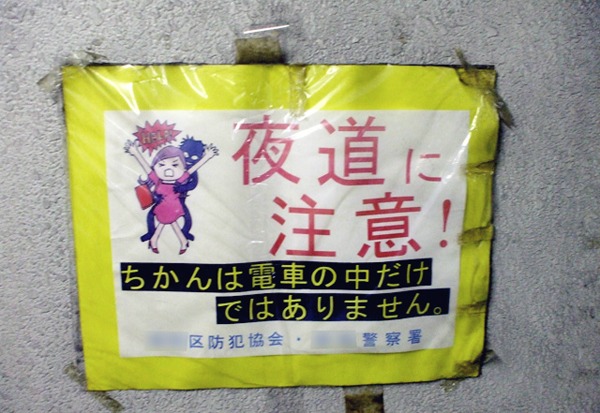 HELP
夜道に
注意!
ちかんは電車の中だけ
ではありません。
区防犯協会・ 警察署